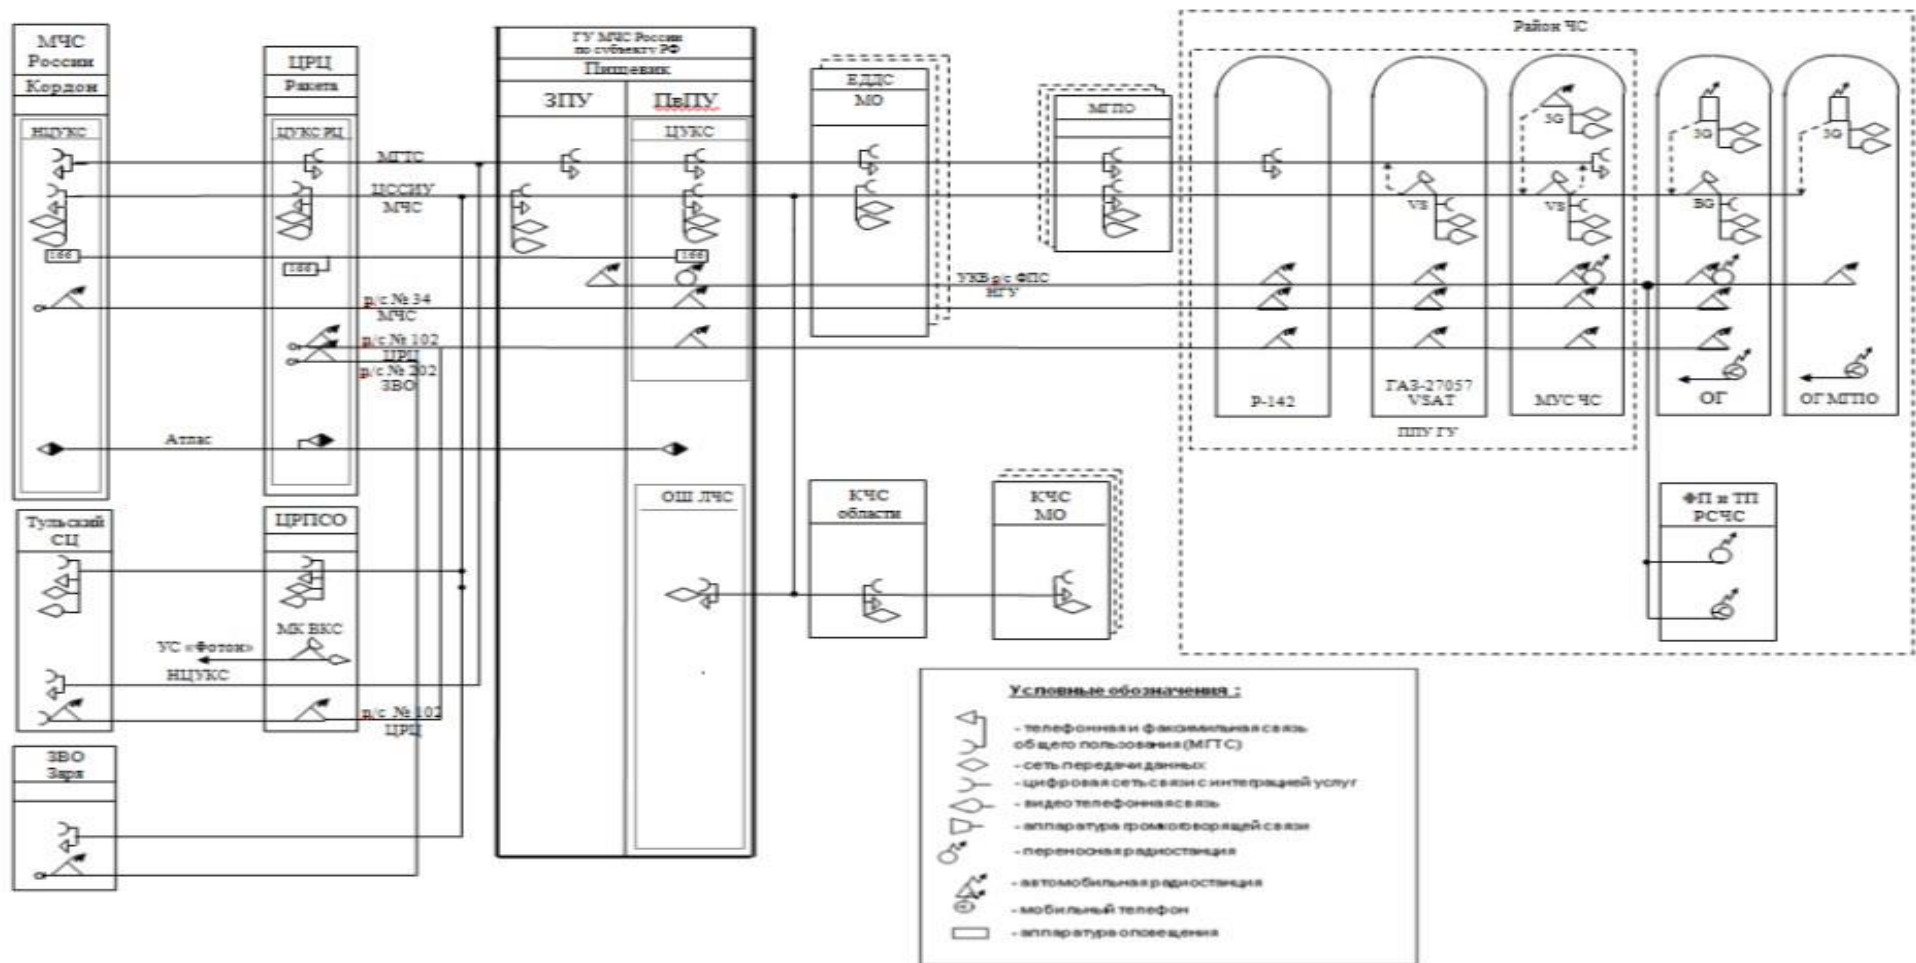 МЧС
России
Кордон
НЦУКС
166
ЦРЦ
Ракета
ЦУКС РЦ
166
МГТС
ЦССИУ
МЧС
р/с № 34
МЧС
р/с № 102
ЦРЦ
р/с № 202
ЗВО
Атлас
ГУ МЧС России
по субъекту РФ
Пищевик
ЗПУ
ПвПУ
ЦУКС
166
ОШ ЛЧС
ЕДДС
МО
МГПО
УКВ р/с ФПС
НГУ
КЧС
области
КЧС
МО
Район ЧС
Р-142
VS
ГАЗ-27057
VSAT
3G
VS
МУС ЧС
ППУ ГУ
3G
BG
ОГ
3G
ОГ МГПО
ФП и ТП
РСЧС
Тульский
СЦ
ЦРПСО
МК ВКС
УС «Фотон»
НЦУКС
р/с № 102
ЦРЦ
ЗВО
Заря
Условные обозначения :
- телефонная и факсимильная связь
общего пользования (МГТС)
- сеть передачи данных
- цифровая сеть связи с интеграцией услуг
- видеотелефонная связь
- аппаратура громкоговорящей связи
- переносная радиостанция
- автомобильная радиостанция
- мобильный телефон
- аппаратура оповещения